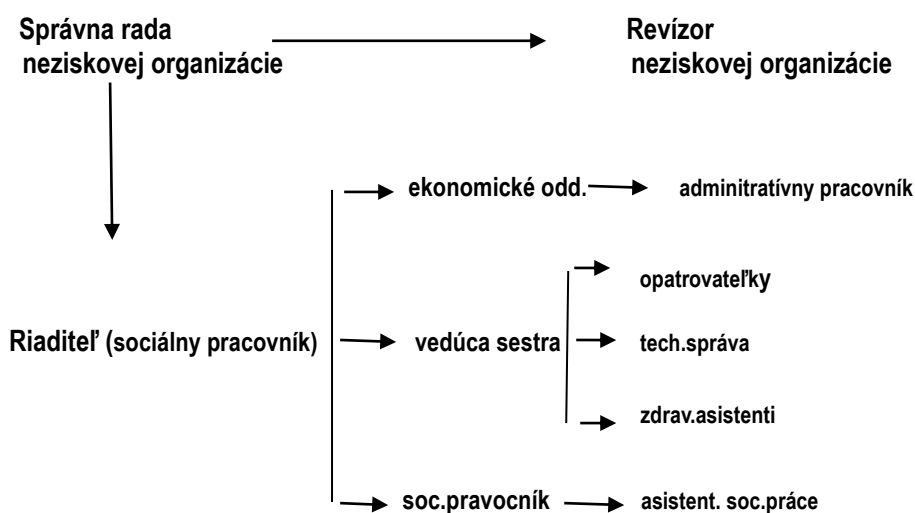 Správna rada
neziskovej organizácie
Revízor
neziskovej organizácie
ekonomické odd.
adminitratívny pracovník
opatrovateľky
Riaditeľ (sociálny pracovník)
vedúca sestra
tech.správa
zdrav.asistenti
soc.pravocník
asistent. soc.práce